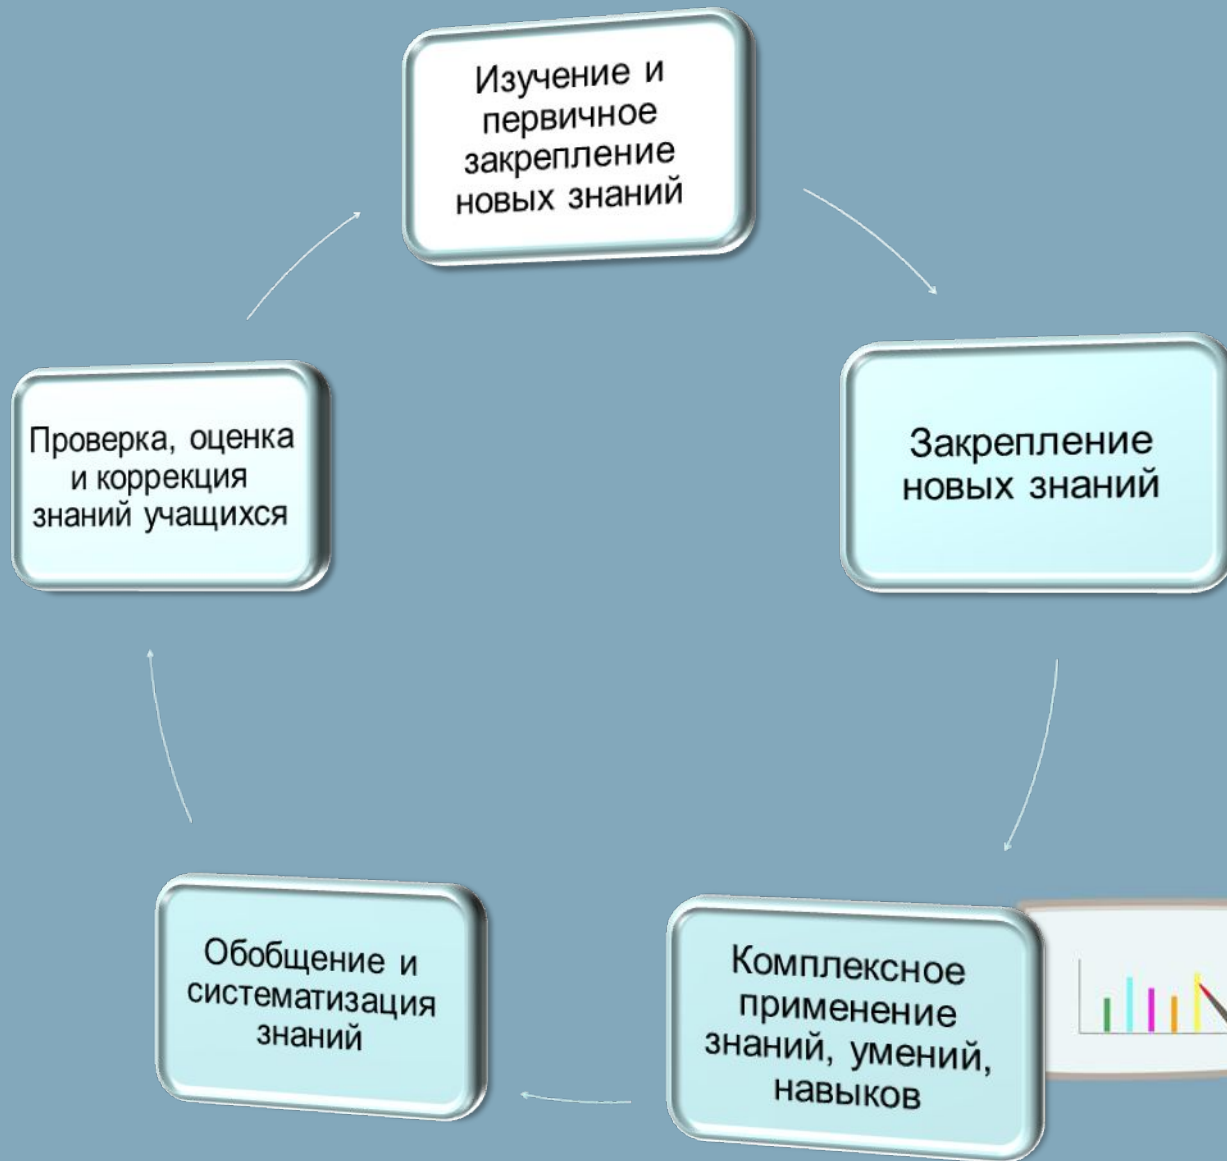 Изучение и
первичное
закрепление
новых знаний
Закрепление
новых знаний
Комплексное
применение
знаний, умений,
навыков
Обобщение и
систематизация
знаний
Проверка, оценка
и коррекция
знаний учащихся